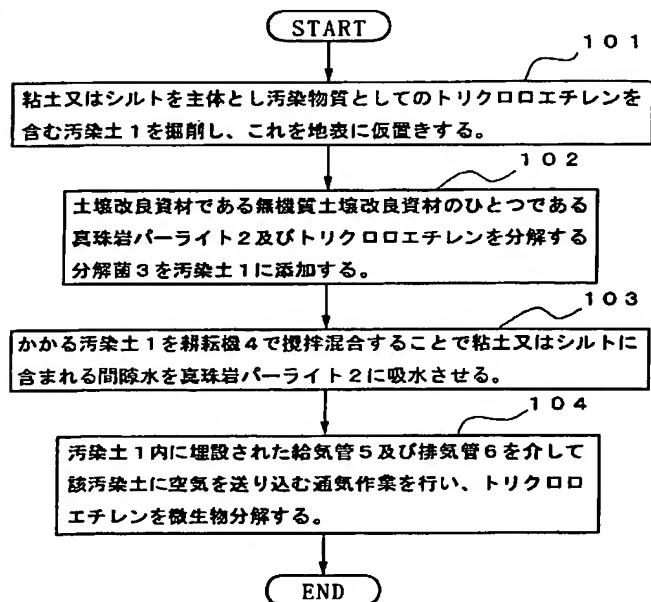 START
101
粘土又はシルトを主体とし汚染物質としてのトリクロロエチレンを
含む汚染土1を掘削し、これを地表に仮置きする。
102
土壌改良資材である無機質土壌改良資材のひとつである
真珠岩パーライト2及びトリクロロエチレンを分解する
分解菌3を汚染土1に添加する。
103
かかる汚染土1を耕耘機4で攪拌混合することで粘土又はシルトに
含まれる間隙水を真珠岩パーライト2に吸水させる。
104
汚染土1内に埋設された給気管5及び排気管6を介して
該汚染土に空気を送り込む通気作業を行い、トリクロロ
エチレンを微生物分解する。
END